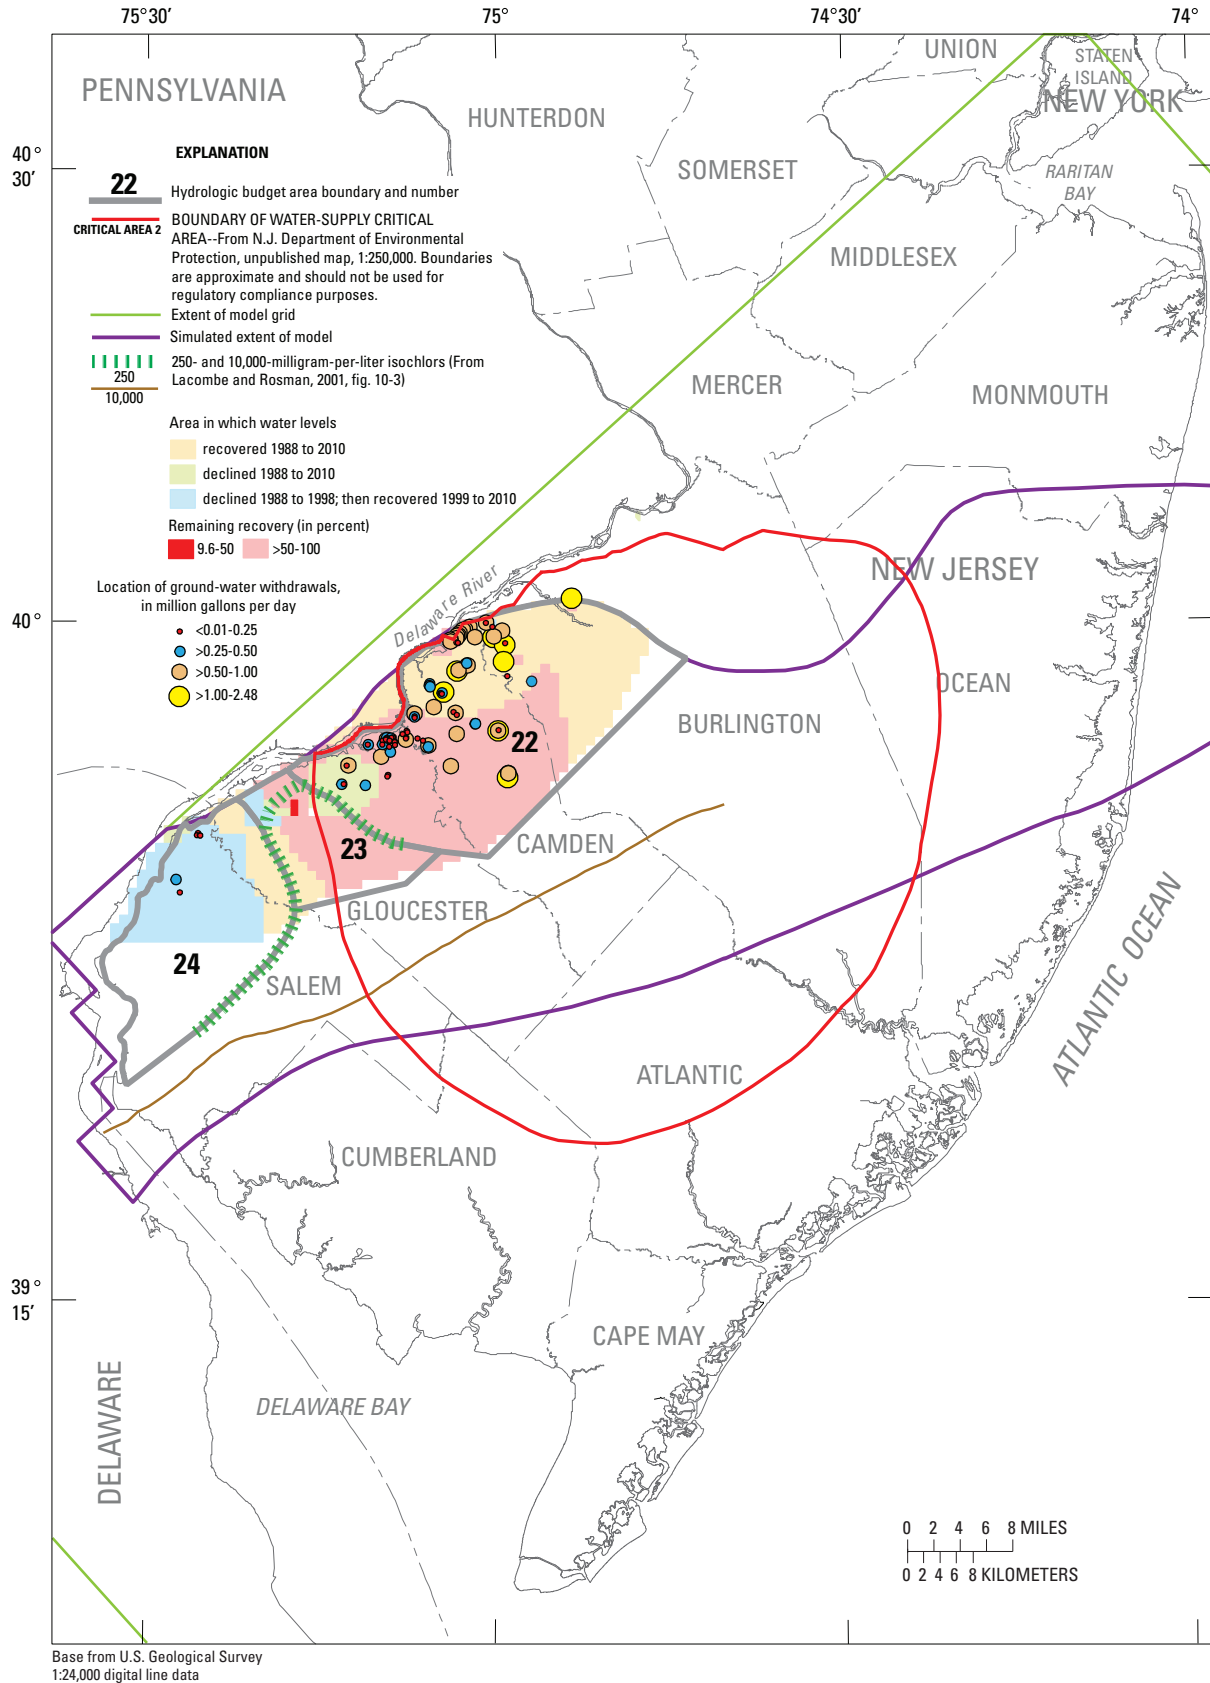 75°30' 75° 74°30' 74°
PENNSYLVANIA
HUNTERDON
UNION
STATEN
ISLAND
NEW YORK
SOMERSET
RARITAN
BAY
MIDDLESEX
MERCER
MONMOUTH
40°
30'
EXPLANATION
22
Hydrologic budget area boundary and number
CRITICAL AREA 2
BOUNDARY OF WATER-SUPPLY CRITICAL
AREA--From N.J. Department of Environmental
Protection, unpublished map, 1:250,000. Boundaries
are approximate and should not be used for
regulatory compliance purposes.
Extent of model grid
Simulated extent of model
250
10,000
250- and 10,000-milligram-per-liter isochlors (From
Lacombe and Rosman, 2001, fig. 10-3)
Area in which water levels
recovered 1988 to 2010
declined 1988 to 2010
declined 1988 to 1998; then recovered 1999 to 2010
Remaining recovery (in percent)
9.6-50 >50-100
Location of ground-water withdrawals,
in million gallons per day
<0.01-0.25
>0.25-0.50
>0.50-1.00
>1.00-2.48
40°
Delaware River
NEW JERSEY
OCEAN
BURLINGTON
22
CAMDEN
23
GLOUCESTER
24
SALEM
ATLANTIC OCEAN
ATLANTIC
CUMBERLAND
39°
15'
CAPE MAY
DELAWARE
DELAWARE BAY
0 2 4 6 8 MILES
0 2 4 6 8 KILOMETERS
Base from U.S. Geological Survey
1:24,000 digital line data